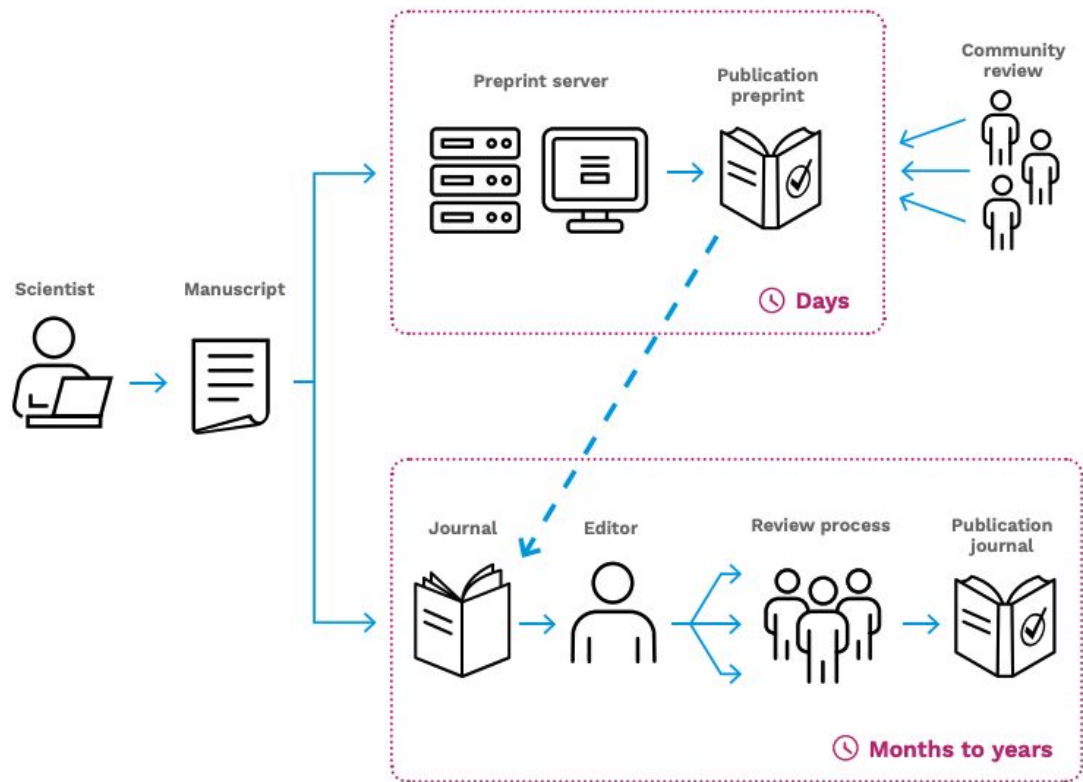 Community
review
Preprint server
Publication
preprint
Days
Scientist
Manuscript
Journal
Editor
Review process
Publication
journal
Months to years